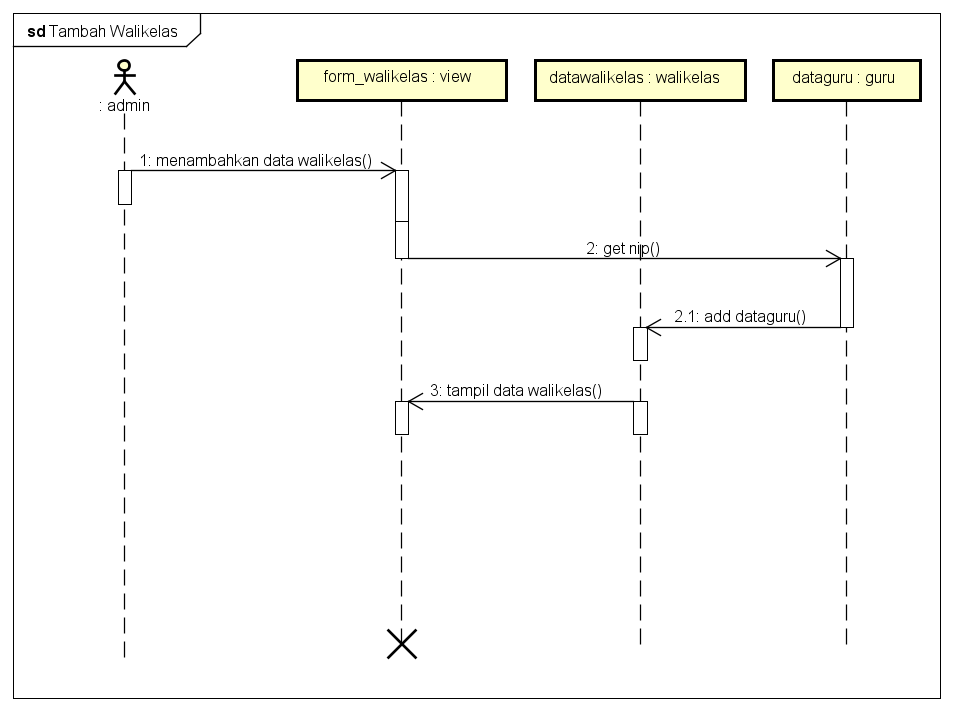 sd Tambah Walikelas
: admin
form_walikelas : view
datawalikelas : walikelas
dataguru : guru
1: menambahkan data walikelas()
2: get nip()
2.1: add dataguru()
3: tampil data walikelas()